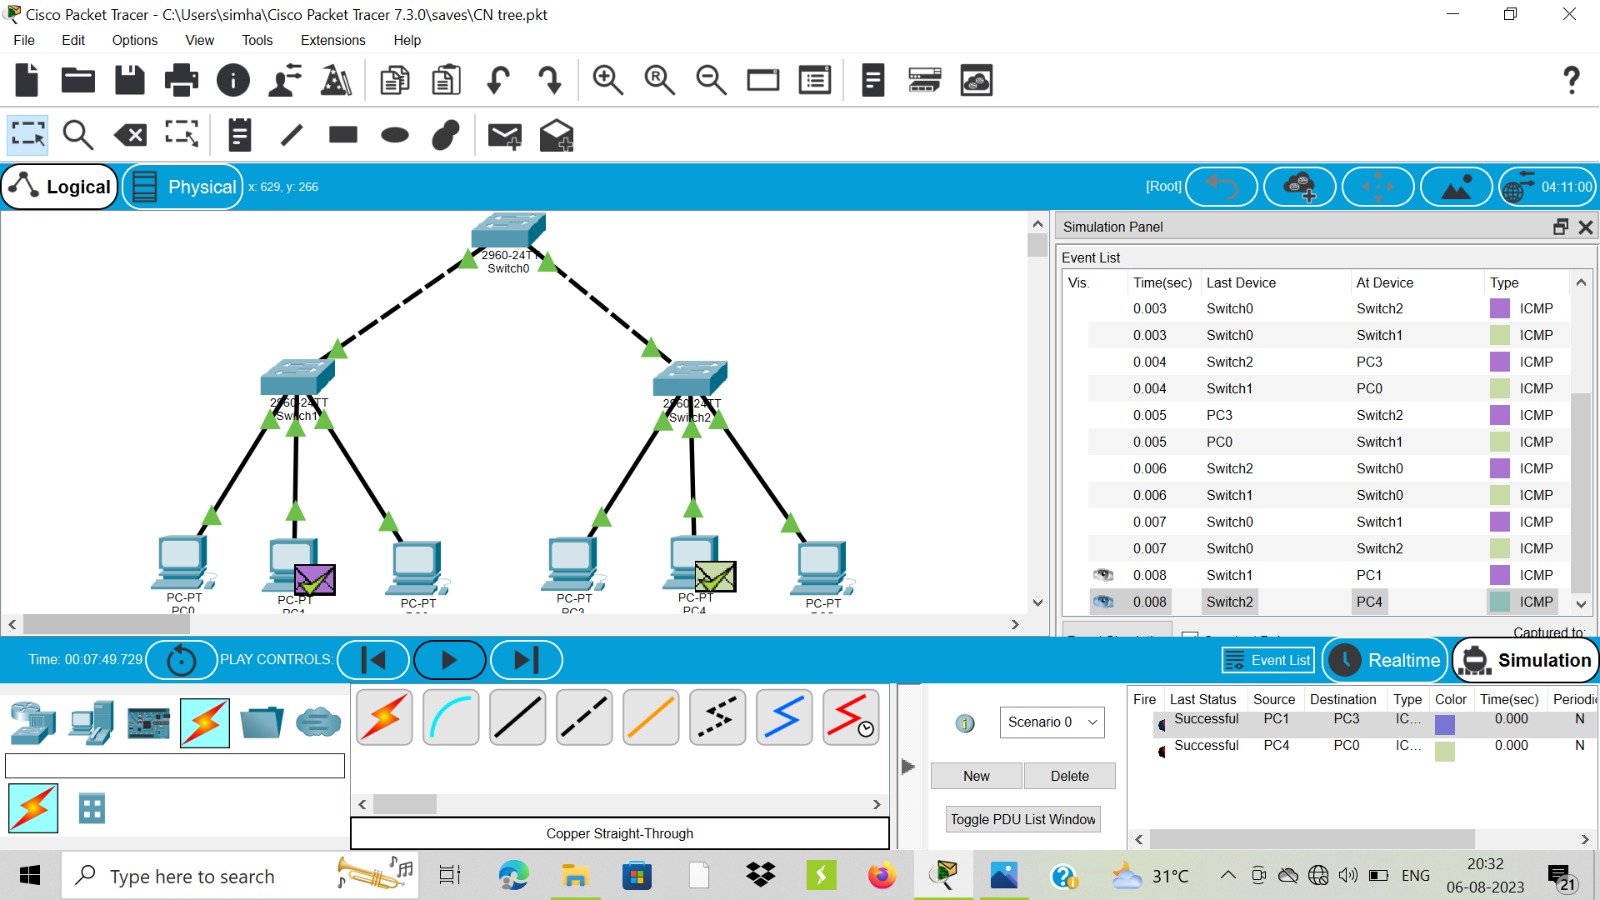 Cisco Packet Tracer - C:\Users\simha\Cisco Packet Tracer 7.3.0\saves\CN tree.pkt
File Edit Options View Tools Extensions Help
Logical Physical x: 629, y: 266 [Root] 04:11:00
2960-24TT
Switch0
2960-24TT
Switch1
2960-24TT
Switch2
PC-PT
PC0
PC-PT
PC1
PC-PT
PC-PT
PC3
PC-PT
PC4
PC-PT
Simulation Panel
Event List
Vis. Time(sec) Last Device At Device Type
0.003 Switch0 Switch2 ICMP
0.003 Switch0 Switch1 ICMP
0.004 Switch2 PC3 ICMP
0.004 Switch1 PC0 ICMP
0.005 PC3 Switch2 ICMP
0.005 PC0 Switch1 ICMP
0.006 Switch2 Switch0 ICMP
0.006 Switch1 Switch0 ICMP
0.007 Switch0 Switch1 ICMP
0.007 Switch0 Switch2 ICMP
0.008 Switch1 PC1 ICMP
0.008 Switch2 PC4 ICMP
Captured to:
Time: 00:07:49.729 PLAY CONTROLS: Event List Realtime Simulation
Scenario 0
New Delete
Toggle PDU List Window
Fire Last Status Source Destination Type Color Time(sec) Periodic
Successful PC1 PC3 IC... 0.000 N
Successful PC4 PC0 IC... 0.000 N
Copper Straight-Through
Type here to search
31°C ENG 20:32
06-08-2023
21